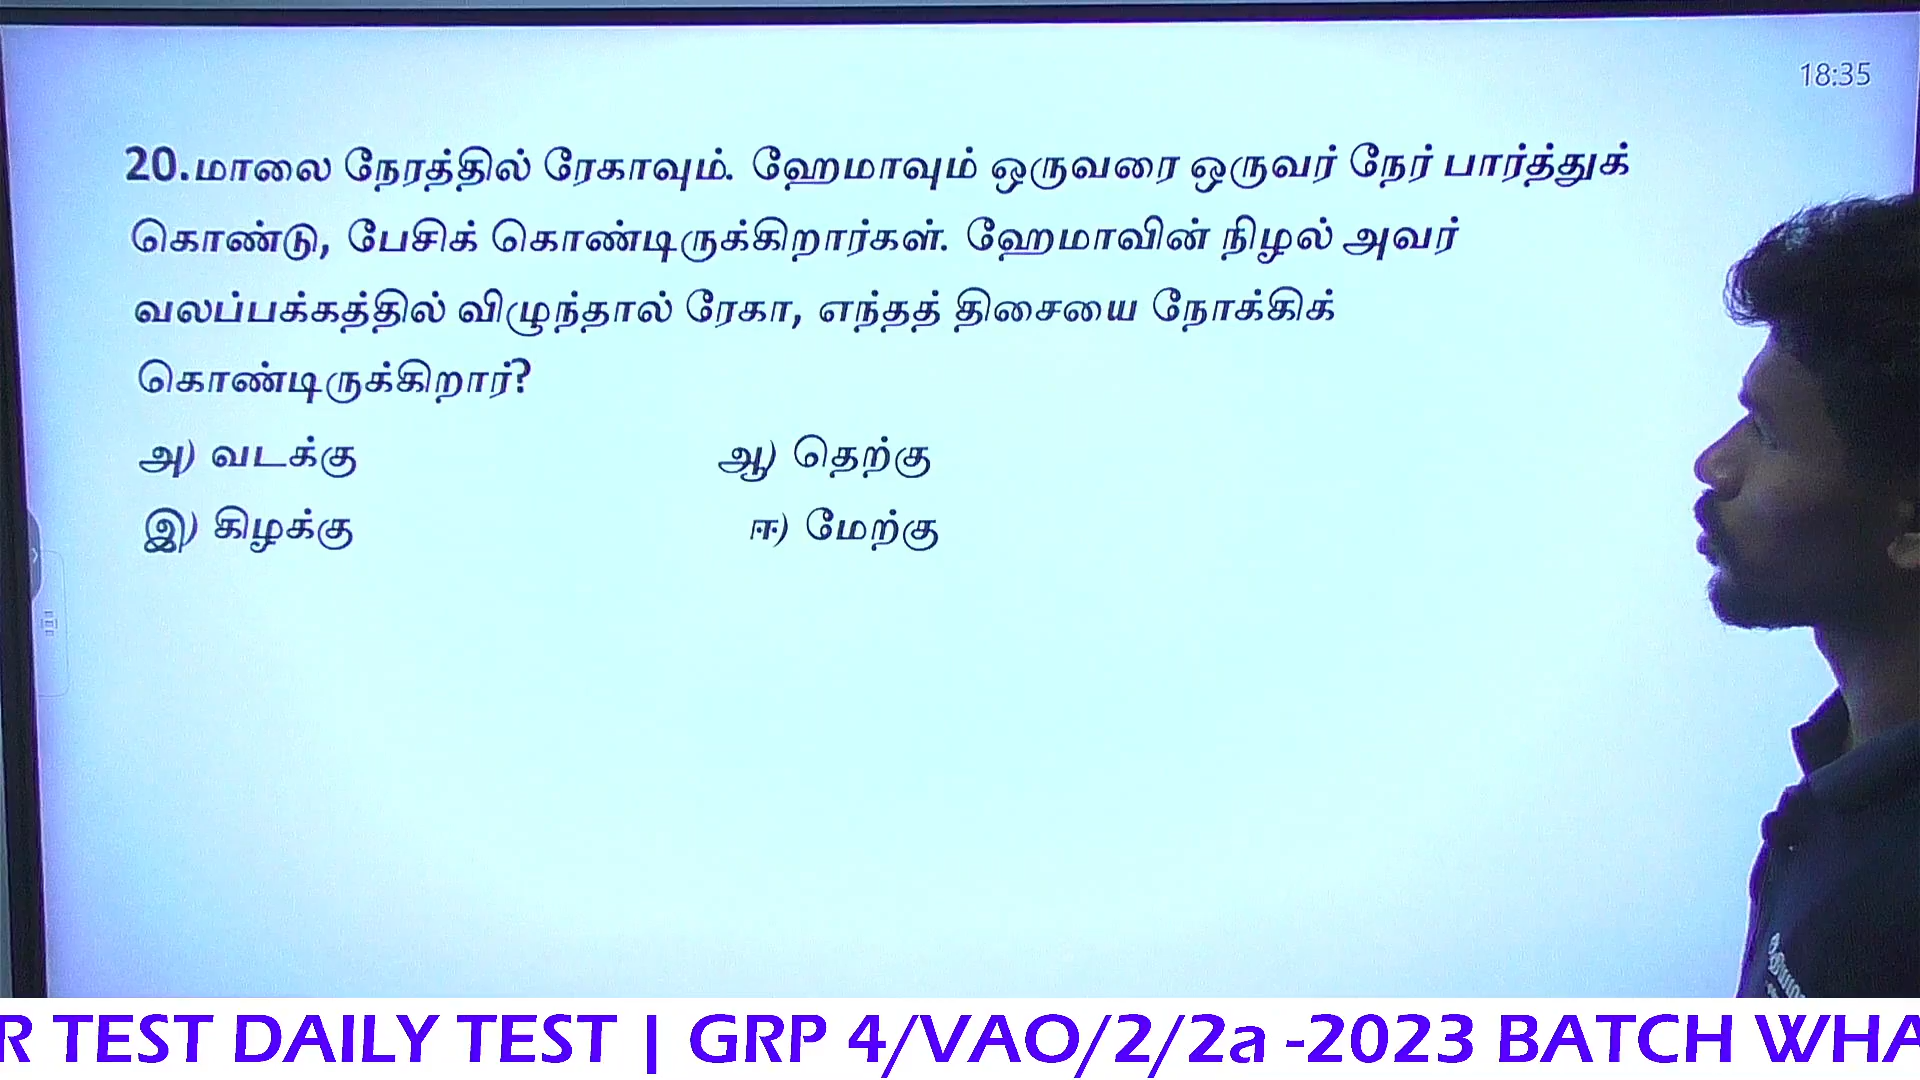 18:35
20.மாலை நேரத்தில் ரேகாவும். ஹேமாவும் ஒருவரை ஒருவர் நேர் பார்த்துக்
கொண்டு, பேசிக் கொண்டிருக்கிறார்கள். ஹேமாவின் நிழல் அவர்
வலப்பக்கத்தில் விழுந்தால் ரேகா, எந்தத் திசையை நோக்கிக்
கொண்டிருக்கிறார்?
அ) வடக்கு ஆ) தெற்கு
இ) கிழக்கு ஈ) மேற்கு
R TEST DAILY TEST | GRP 4/VAO/2/2a -2023 BATCH WHA